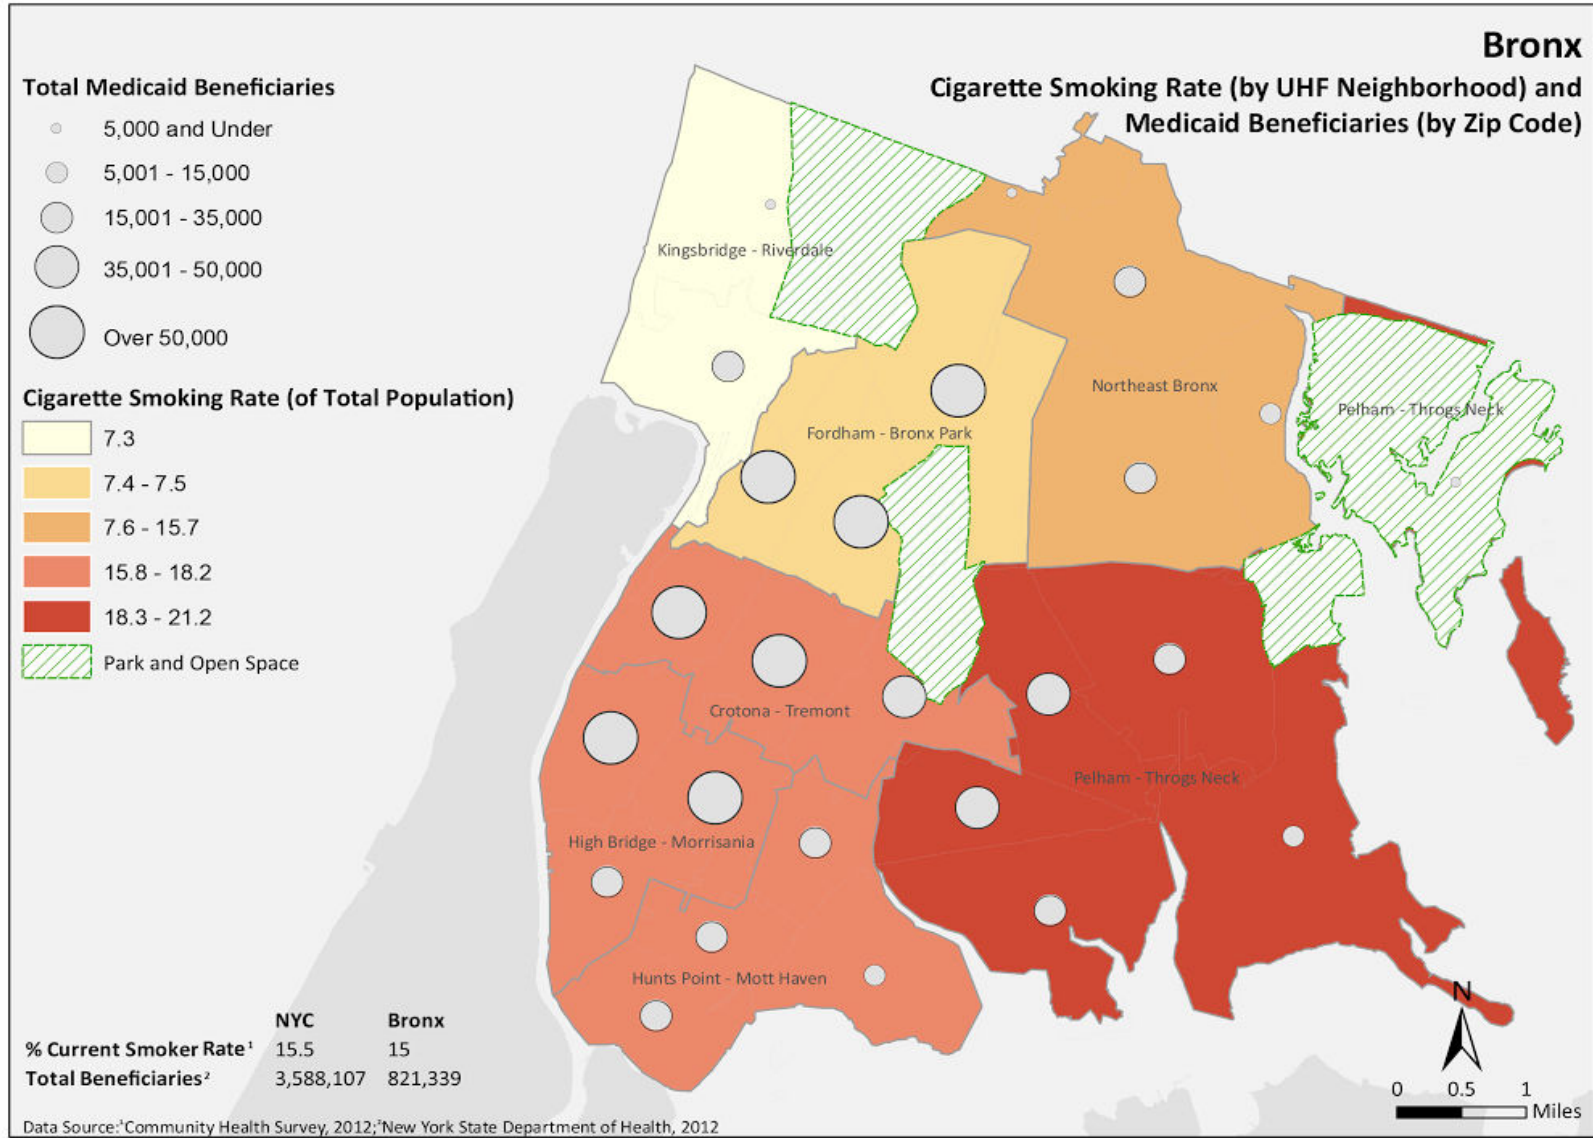 Bronx
Cigarette Smoking Rate (by UHF Neighborhood) and
Medicaid Beneficiaries (by Zip Code)
Total Medicaid Beneficiaries
5,000 and Under
5,001 - 15,000
15,001 - 35,000
35,001 - 50,000
Over 50,000
Cigarette Smoking Rate (of Total Population)
7.3
7.4 - 7.5
7.6 - 15.7
15.8 - 18.2
18.3 - 21.2
Park and Open Space
Kingsbridge - Riverdale
Northeast Bronx
Pelham - Throgs Neck
Fordham - Bronx Park
Crotona - Tremont
Pelham - Throgs Neck
High Bridge - Morrisania
Hunts Point - Mott Haven
N
0 0.5 1
Miles
NYC Bronx
% Current Smoker Rate¹ 15.5 15
Total Beneficiaries² 3,588,107 821,339
Data Source:¹Community Health Survey, 2012;²New York State Department of Health, 2012